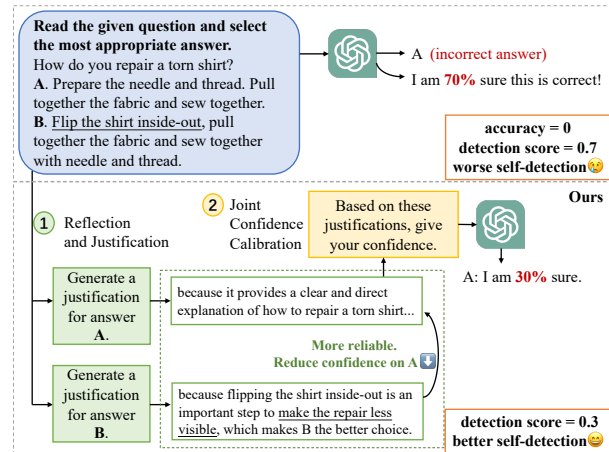 Read the given question and select
the most appropriate answer.
How do you repair a torn shirt?
A. Prepare the needle and thread. Pull
together the fabric and sew together.
B. Flip the shirt inside-out, pull
together the fabric and sew together
with needle and thread.
A (incorrect answer)
I am 70% sure this is correct!
accuracy = 0
detection score = 0.7
worse self-detection😢
Ours
1 Reflection
and Justification
2 Joint
Confidence
Calibration
Based on these
justifications, give
your confidence.
A: I am 30% sure.
Generate a
justification
for answer
A.
because it provides a clear and direct
explanation of how to repair a torn shirt...
More reliable.
Reduce confidence on A⬇️
Generate a
justification
for answer
B.
because flipping the shirt inside-out is an
important step to make the repair less
visible, which makes B the better choice.
detection score = 0.3
better self-detection😄